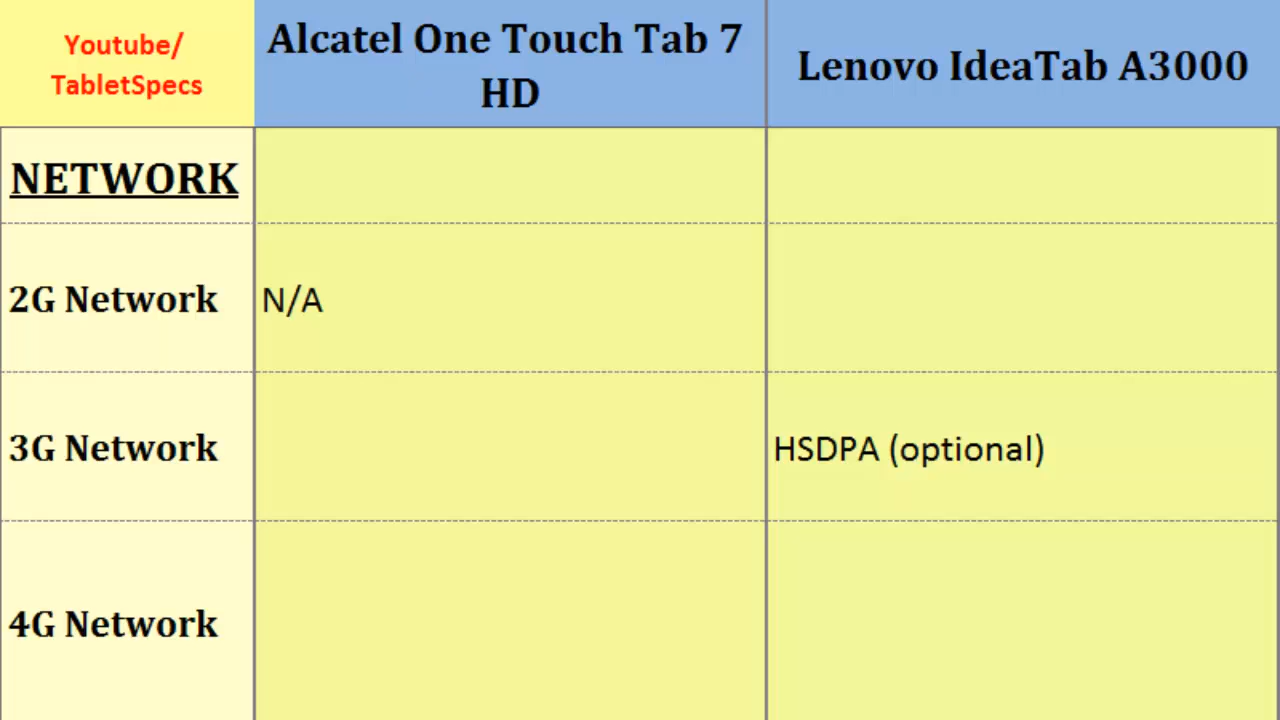 Youtube/
TabletSpecs
Alcatel One Touch Tab 7
HD
Lenovo IdeaTab A3000
NETWORK
2G Network
N/A
3G Network
HSDPA (optional)
4G Network